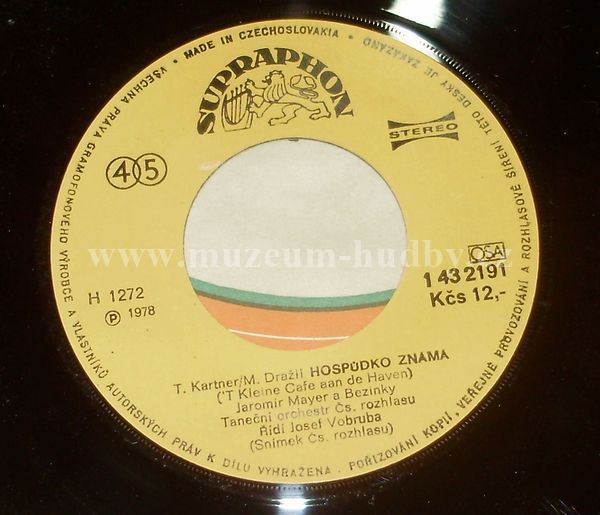 MADE IN CZECHOSLOVAKIA • VŠECHNA PRÁVA GRAMOFONOVÉHO VÝROBCE A VLASTNÍKŮ AUTORSKÝCH PRÁV K DÍLU VYHRAŽENA. POŘIZOVÁNÍ KOPIÍ, VEŘEJNÉ PROVOZOVÁNÍ A ROZHLASOVÉ ŠÍŘENÍ TÉTO DESKY JE ZAKÁZÁNO
SUPRAPHON
STEREO
45
www.muzeum-hudby.cz
OSA
1 43 2191
H 1272
Kčs 12,-
Ⓟ 1978
T. Kartner/M. Dražil HOSPŮDKO ZNÁMÁ
('T Kleine Cafe aan de Haven)
Jaromír Mayer a Bezinky
Taneční orchestr Čs. rozhlasu
Řídí Josef Vobruba
(Snímek Čs. rozhlasu)